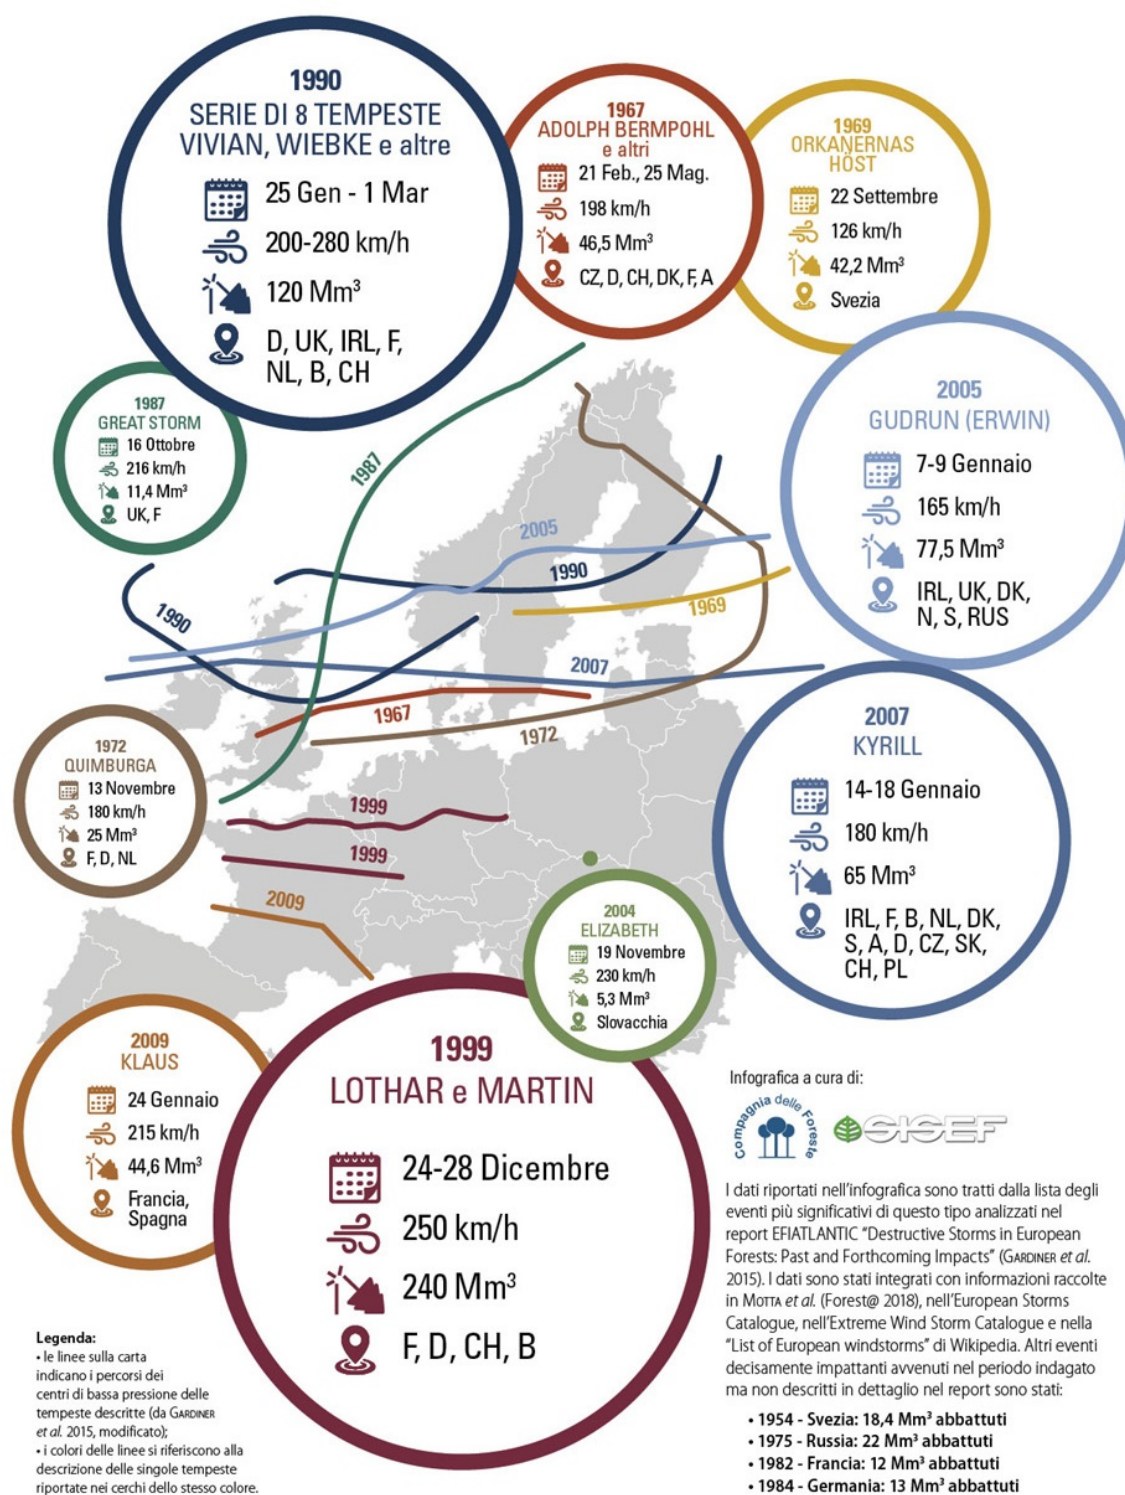 1990
SERIE DI 8 TEMPESTE
VIVIAN, WIEBKE e altre
25 Gen - 1 Mar
200-280 km/h
120 Mm³
D, UK, IRL, F,
NL, B, CH
1967
ADOLPH BERMPOHL
e altri
21 Feb., 25 Mag.
198 km/h
46,5 Mm³
CZ, D, CH, DK, F, A
1969
ORKANERNAS
HÖST
22 Settembre
126 km/h
42,2 Mm³
Svezia
1987
GREAT STORM
16 Ottobre
216 km/h
11,4 Mm³
UK, F
2005
GUDRUN (ERWIN)
7-9 Gennaio
165 km/h
77,5 Mm³
IRL, UK, DK,
N, S, RUS
1987
2005
1990
1990
1969
2007
1967
1972
1999
1999
2009
1972
QUIMBURGA
13 Novembre
180 km/h
25 Mm³
F, D, NL
2007
KYRILL
14-18 Gennaio
180 km/h
65 Mm³
IRL, F, B, NL, DK,
S, A, D, CZ, SK,
CH, PL
2004
ELIZABETH
19 Novembre
230 km/h
5,3 Mm³
Slovacchia
2009
KLAUS
24 Gennaio
215 km/h
44,6 Mm³
Francia,
Spagna
1999
LOTHAR e MARTIN
24-28 Dicembre
250 km/h
240 Mm³
F, D, CH, B
Infografica a cura di:
Compagnia delle Foreste
SISEF
I dati riportati nell'infografica sono tratti dalla lista degli
eventi più significativi di questo tipo analizzati nel
report EFIATLANTIC "Destructive Storms in European
Forests: Past and Forthcoming Impacts" (GARDINER et al.
2015). I dati sono stati integrati con informazioni raccolte
in MOTTA et al. (Forest@ 2018), nell'European Storms
Catalogue, nell'Extreme Wind Storm Catalogue e nella
"List of European windstorms" di Wikipedia. Altri eventi
decisamente impattanti avvenuti nel periodo indagato
ma non descritti in dettaglio nel report sono stati:
• 1954 - Svezia: 18,4 Mm³ abbattuti
• 1975 - Russia: 22 Mm³ abbattuti
• 1982 - Francia: 12 Mm³ abbattuti
• 1984 - Germania: 13 Mm³ abbattuti
Legenda:
• le linee sulla carta
indicano i percorsi dei
centri di bassa pressione delle
tempeste descritte (da GARDINER
et al. 2015, modificato);
• i colori delle linee si riferiscono alla
descrizione delle singole tempeste
riportate nei cerchi dello stesso colore.